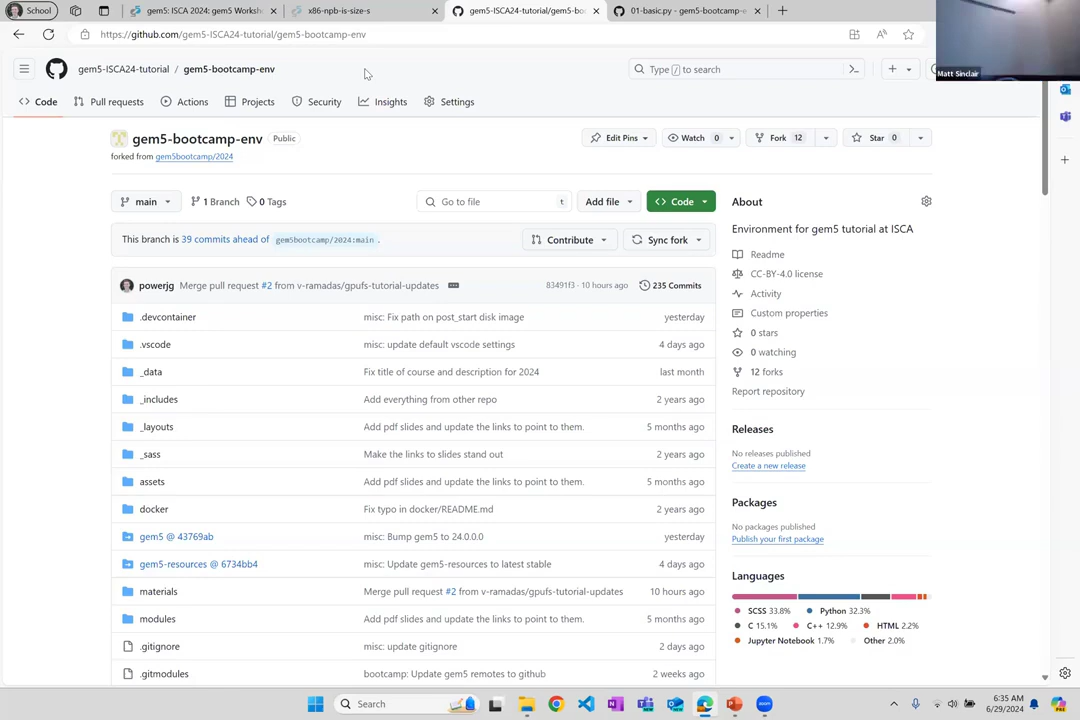 School
gem5: ISCA 2024: gem5 Worksh
x86-npb-is-size-s
gem5-ISCA24-tutorial/gem5-bo
01-basic.py - gem5-bootcamp-e
https://github.com/gem5-ISCA24-tutorial/gem5-bootcamp-env
Matt Sinclair
gem5-ISCA24-tutorial / gem5-bootcamp-env
Type / to search
Code
Pull requests
Actions
Projects
Security
Insights
Settings
gem5-bootcamp-env Public
forked from gem5bootcamp/2024
Edit Pins
Watch 0
Fork 12
Star 0
main
1 Branch
0 Tags
Go to file t
Add file
Code
This branch is 39 commits ahead of gem5bootcamp/2024:main .
Contribute
Sync fork
powerjg Merge pull request #2 from v-ramadas/gpufs-tutorial-updates 83491f3 · 10 hours ago 235 Commits
.devcontainer misc: Fix path on post_start disk image yesterday
.vscode misc: update default vscode settings 4 days ago
_data Fix title of course and description for 2024 last month
_includes Add everything from other repo 2 years ago
_layouts Add pdf slides and update the links to point to them. 5 months ago
_sass Make the links to slides stand out 2 years ago
assets Add pdf slides and update the links to point to them. 5 months ago
docker Fix typo in docker/README.md 2 years ago
gem5 @ 43769ab misc: Bump gem5 to 24.0.0.0 yesterday
gem5-resources @ 6734bb4 misc: Update gem5-resources to latest stable 4 days ago
materials Merge pull request #2 from v-ramadas/gpufs-tutorial-updates 10 hours ago
modules Add pdf slides and update the links to point to them. 5 months ago
.gitignore misc: update gitignore 2 days ago
.gitmodules bootcamp: Update gem5 remotes to github 2 weeks ago
About
Environment for gem5 tutorial at ISCA
Readme
CC-BY-4.0 license
Activity
Custom properties
0 stars
0 watching
12 forks
Report repository
Releases
No releases published
Create a new release
Packages
No packages published
Publish your first package
Languages
SCSS 33.8% Python 32.3%
C 15.1% C++ 12.9% HTML 2.2%
Jupyter Notebook 1.7% Other 2.0%
Search
6:35 AM
6/29/2024